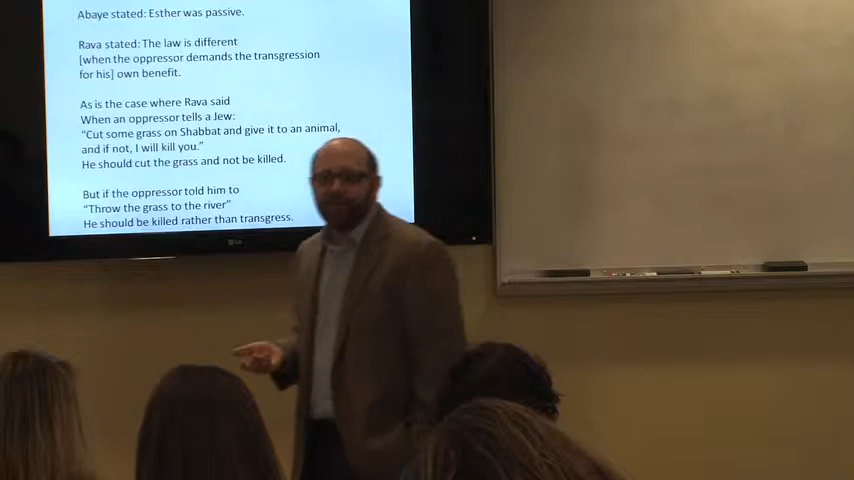 Abaye stated: Esther was passive.
Rava stated: The law is different
[when the oppressor demands the transgression
for his] own benefit.
As is the case where Rava said
When an oppressor tells a Jew:
"Cut some grass on Shabbat and give it to an animal,
and if not, I will kill you."
He should cut the grass and not be killed.
But if the oppressor told him to
"Throw the grass to the river"
He should be killed rather than transgress.
LG